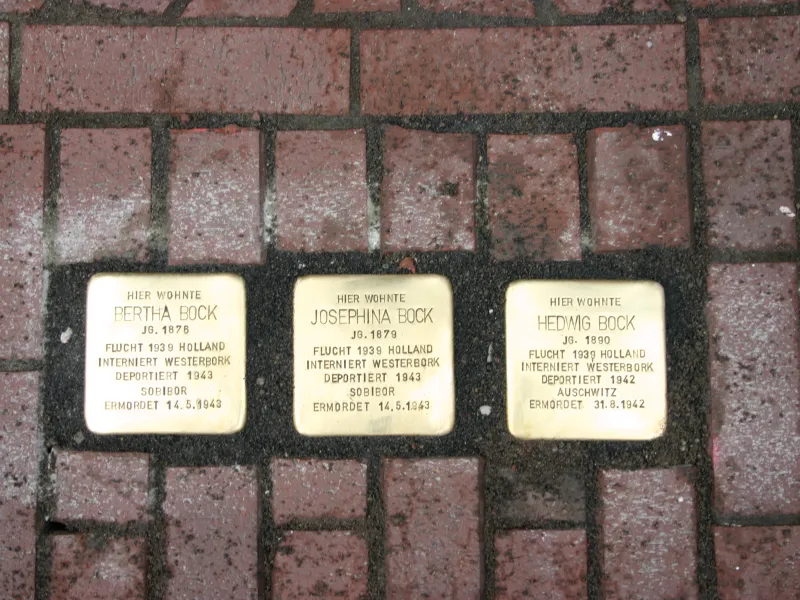 HIER WOHNTE
BERTHA BOCK
JG. 1876
FLUCHT 1939 HOLLAND
INTERNIERT WESTERBORK
DEPORTIERT 1943
SOBIBOR
ERMORDET 14.5.1943
HIER WOHNTE
JOSEPHINA BOCK
JG. 1879
FLUCHT 1939 HOLLAND
INTERNIERT WESTERBORK
DEPORTIERT 1943
SOBIBOR
ERMORDET 14.5.1943
HIER WOHNTE
HEDWIG BOCK
JG. 1890
FLUCHT 1939 HOLLAND
INTERNIERT WESTERBORK
DEPORTIERT 1942
AUSCHWITZ
ERMORDET 31.8.1942